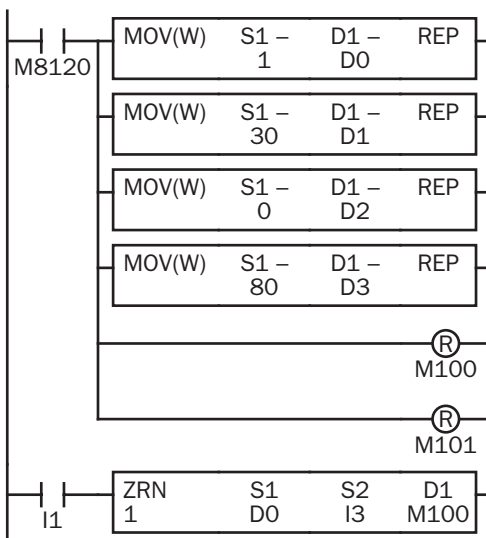 MOV(W) S1 – D1 – REP
1 D0
M8120
MOV(W) S1 – D1 – REP
30 D1
MOV(W) S1 – D1 – REP
0 D2
MOV(W) S1 – D1 – REP
80 D3
R
M100
R
M101
ZRN S1 S2 D1
1 D0 I3 M100
I1